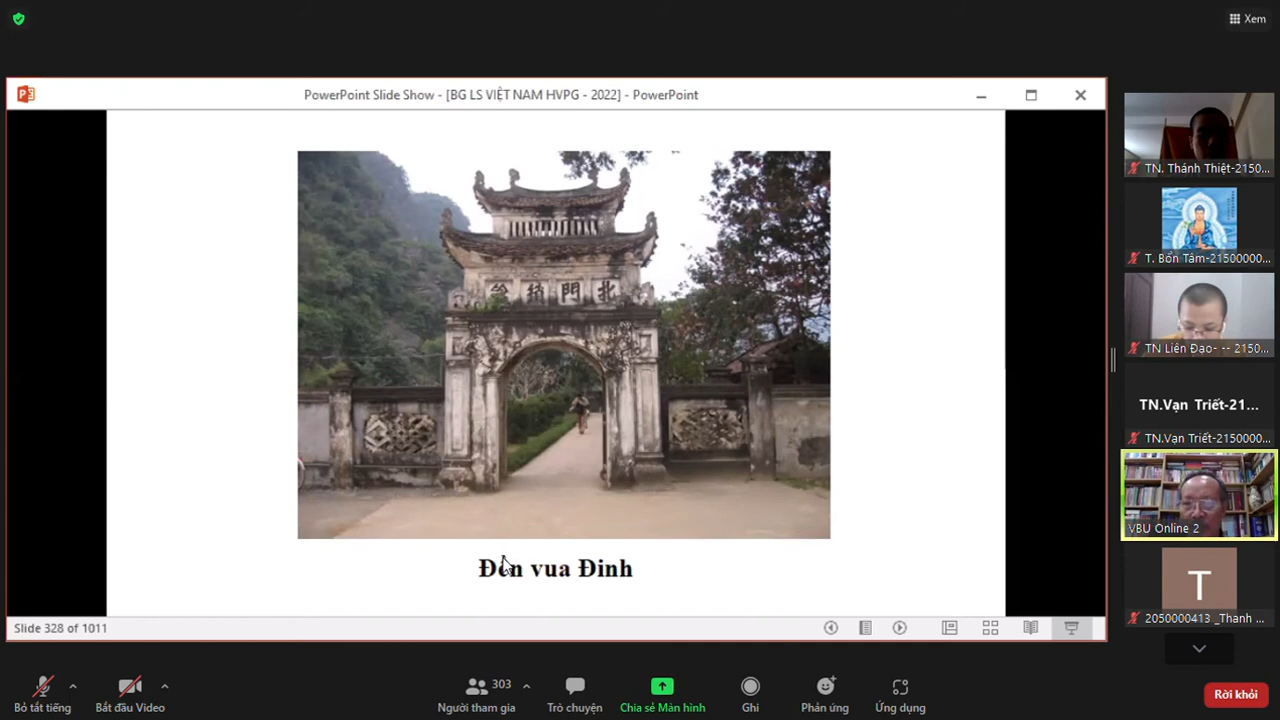 Xem
PowerPoint Slide Show - [BG LS VIỆT NAM HVPG - 2022] - PowerPoint
北門鎖
Đền vua Đinh
Slide 328 of 1011
TN. Thánh Thiệt-2150...
T. Bổn Tâm-21500000...
TN Liên Đạo- -- 2150...
TN.Vạn Triết-21...
TN.Vạn Triết-2150000...
VBU Online 2
T
2050000413 _Thanh ...
Bỏ tắt tiếng
Bắt đầu Video
303
Người tham gia
Trò chuyện
Chia sẻ Màn hình
Ghi
Phản ứng
Ứng dụng
Rời khỏi